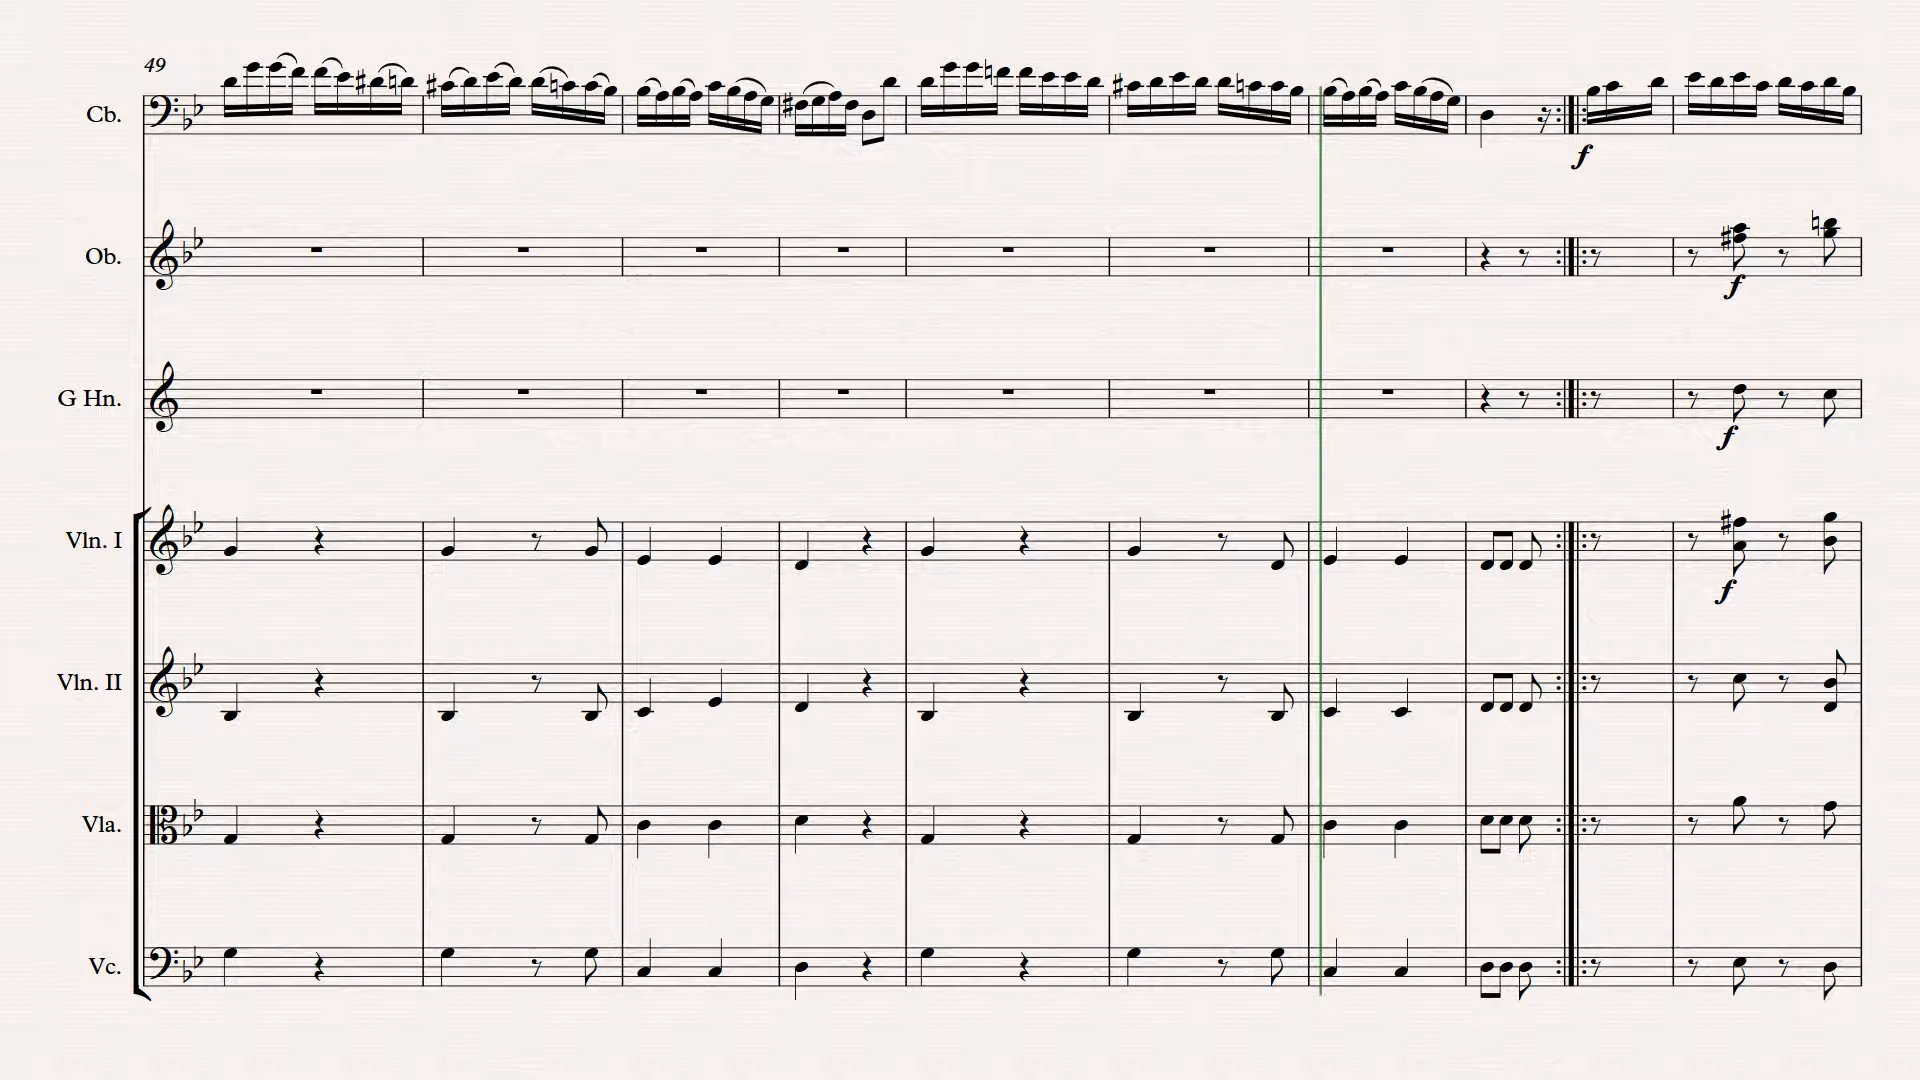 49
Cb.
f
Ob.
f
G Hn.
f
Vln. I
f
Vln. II
Vla.
Vc.